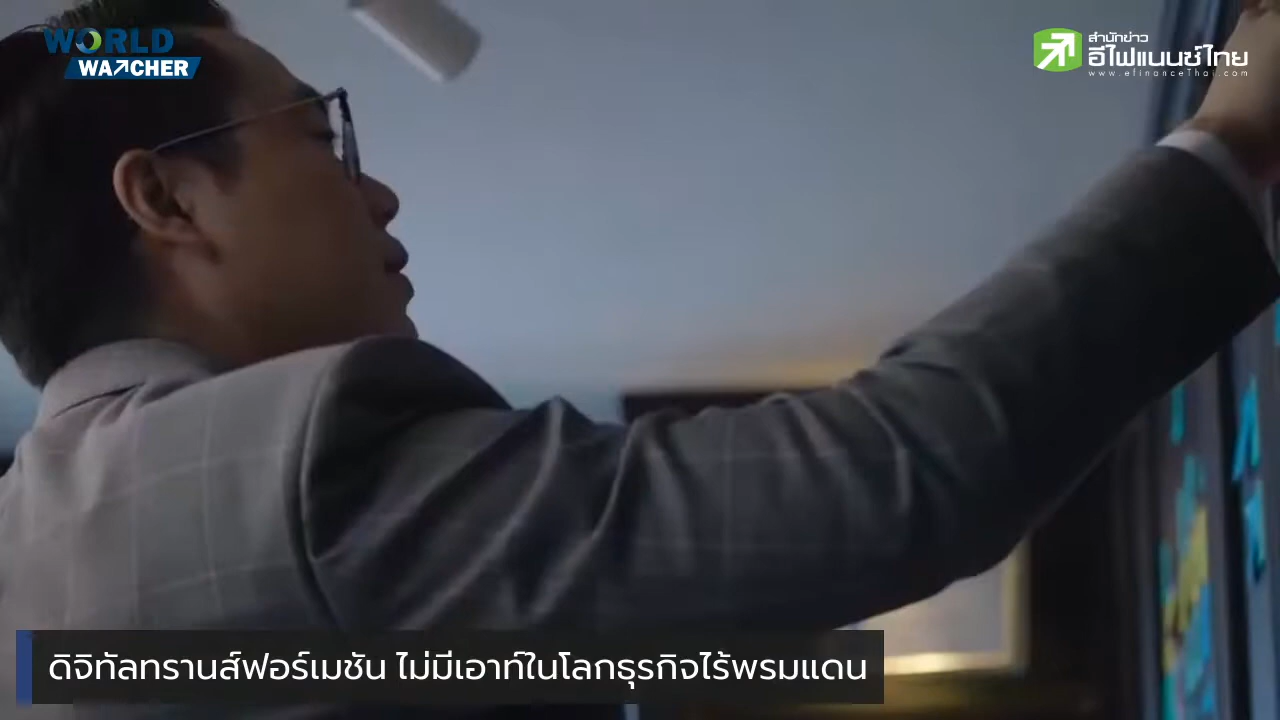 WORLD
WATCHER
สำนักข่าว
อีไฟแนนซ์ไทย
www.efinanceThai.com
ดิจิทัลทรานส์ฟอร์เมชัน ไม่มีเอาท์ในโลกธุรกิจไร้พรมแดน